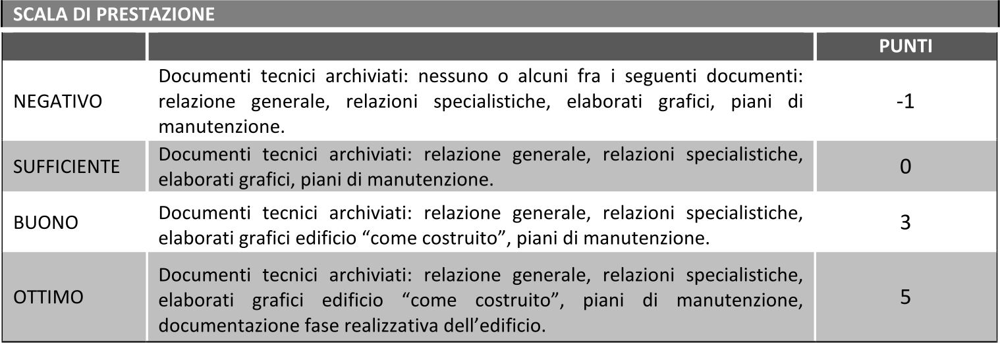 SCALA DI PRESTAZIONE
PUNTI
NEGATIVO
Documenti tecnici archiviati: nessuno o alcuni fra i seguenti documenti:
relazione generale, relazioni specialistiche, elaborati grafici, piani di
manutenzione.
-1
SUFFICIENTE
Documenti tecnici archiviati: relazione generale, relazioni specialistiche,
elaborati grafici, piani di manutenzione.
0
BUONO
Documenti tecnici archiviati: relazione generale, relazioni specialistiche,
elaborati grafici edificio “come costruito”, piani di manutenzione.
3
OTTIMO
Documenti tecnici archiviati: relazione generale, relazioni specialistiche,
elaborati grafici edificio “come costruito”, piani di manutenzione,
documentazione fase realizzativa dell’edificio.
5